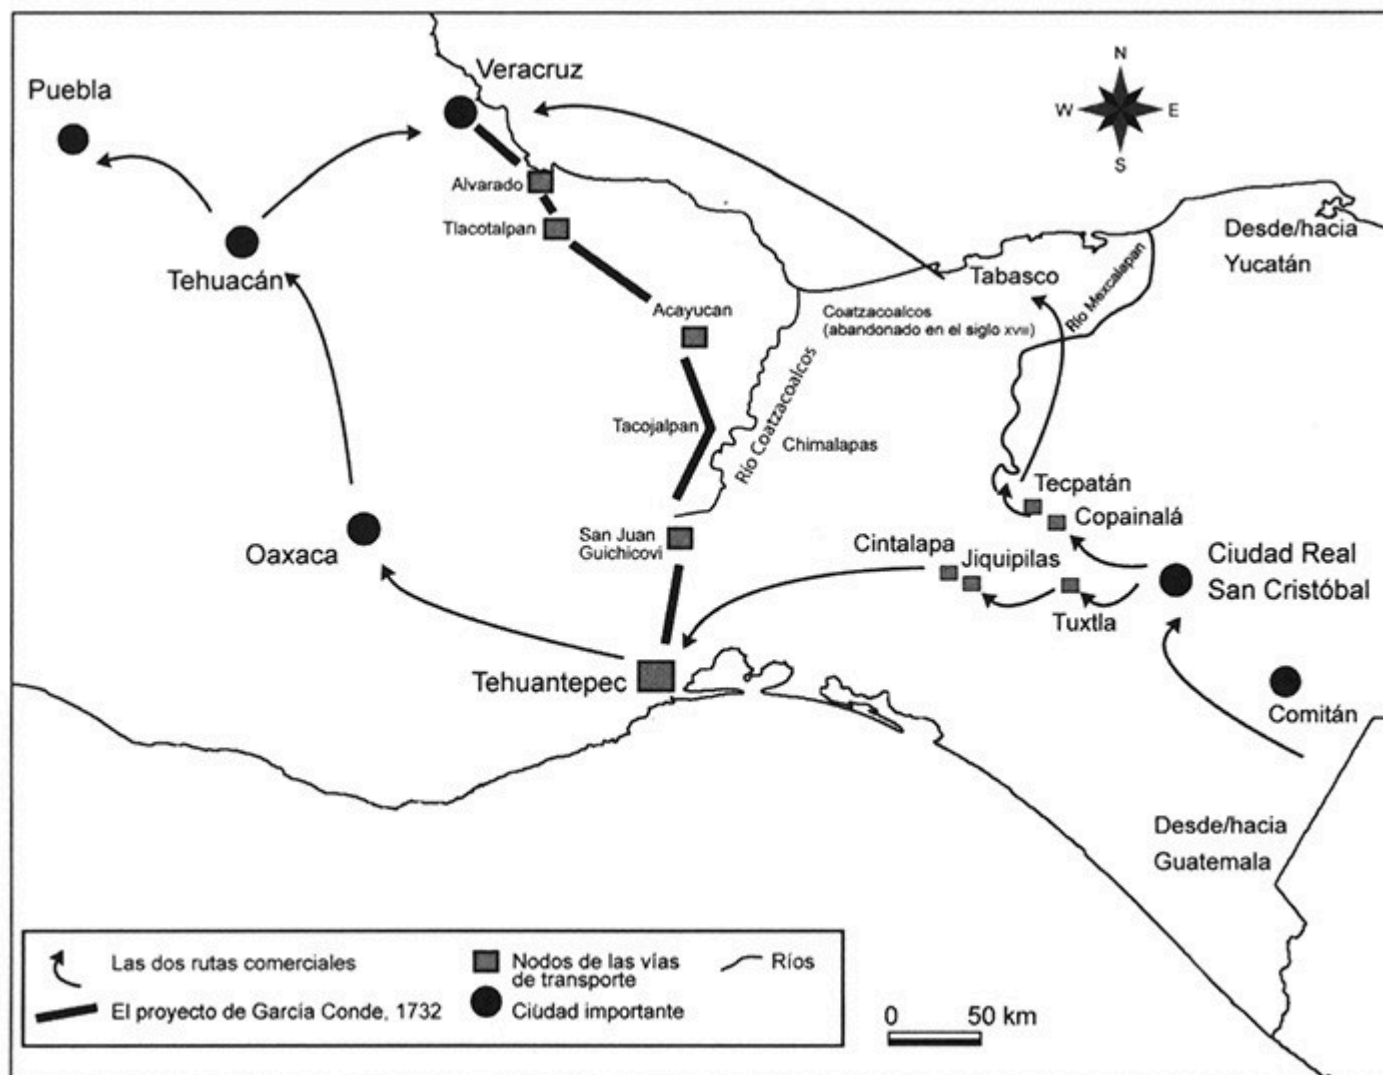 Veracruz
N
W
E
S
Puebla
Alvarado
Tlacotalpan
Desde/hacia
Yucatán
Tehuacán
Tabasco
Río Mexcalapan
Acayucan
Coatzacoalcos
(abandonado en el siglo XVIII)
Río Coatzacoalcos
Tacojalpan
Chimalapas
Tecpatán
Copainalá
Oaxaca
San Juan
Guichicovi
Cintalapa
Jiquipilas
Ciudad Real
San Cristóbal
Tuxtla
Tehuantepec
Comitán
Desde/hacia
Guatemala
Las dos rutas comerciales
El proyecto de García Conde, 1732
Nodos de las vías
de transporte
Ciúdad importante
Ríos
0
50 km